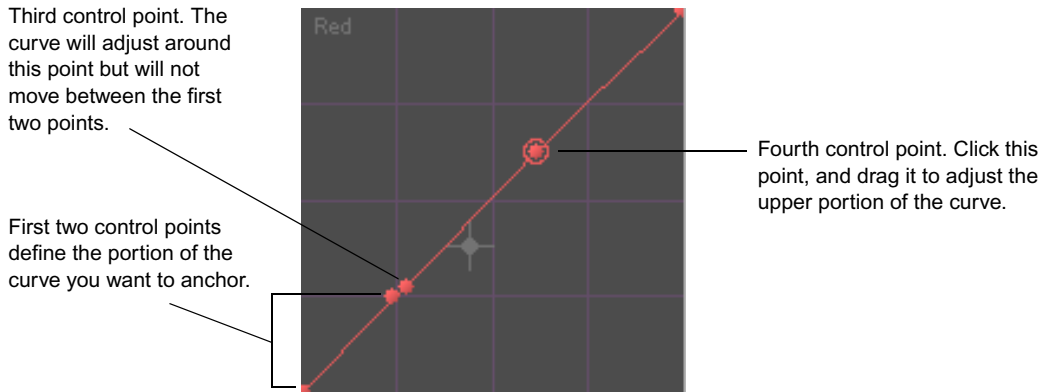 Third control point. The
curve will adjust around
this point but will not
move between the first
two points.
Red
Fourth control point. Click this
point, and drag it to adjust the
upper portion of the curve.
First two control points
define the portion of the
curve you want to anchor.